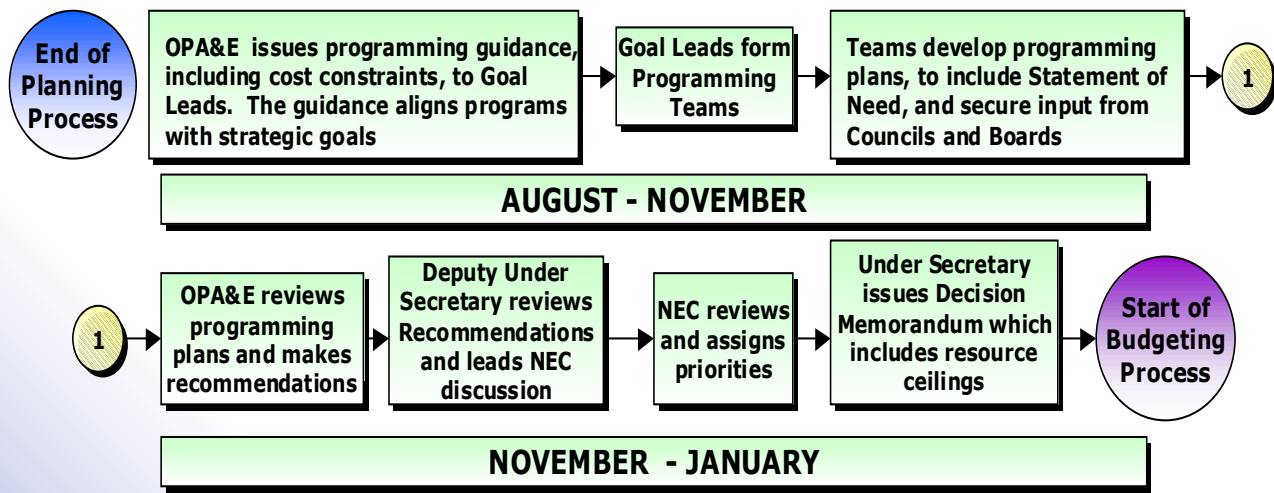 End of
Planning
Process
OPA&E issues programming guidance,
including cost constraints, to Goal
Leads. The guidance aligns programs
with strategic goals
Goal Leads form
Programming
Teams
Teams develop programming
plans, to include Statement of
Need, and secure input from
Councils and Boards
1
AUGUST - NOVEMBER
1
OPA&E reviews
programming
plans and makes
recommendations
Deputy Under
Secretary reviews
Recommendations
and leads NEC
discussion
NEC reviews
and assigns
priorities
Under Secretary
issues Decision
Memorandum which
includes resource
ceilings
Start of
Budgeting
Process
NOVEMBER - JANUARY